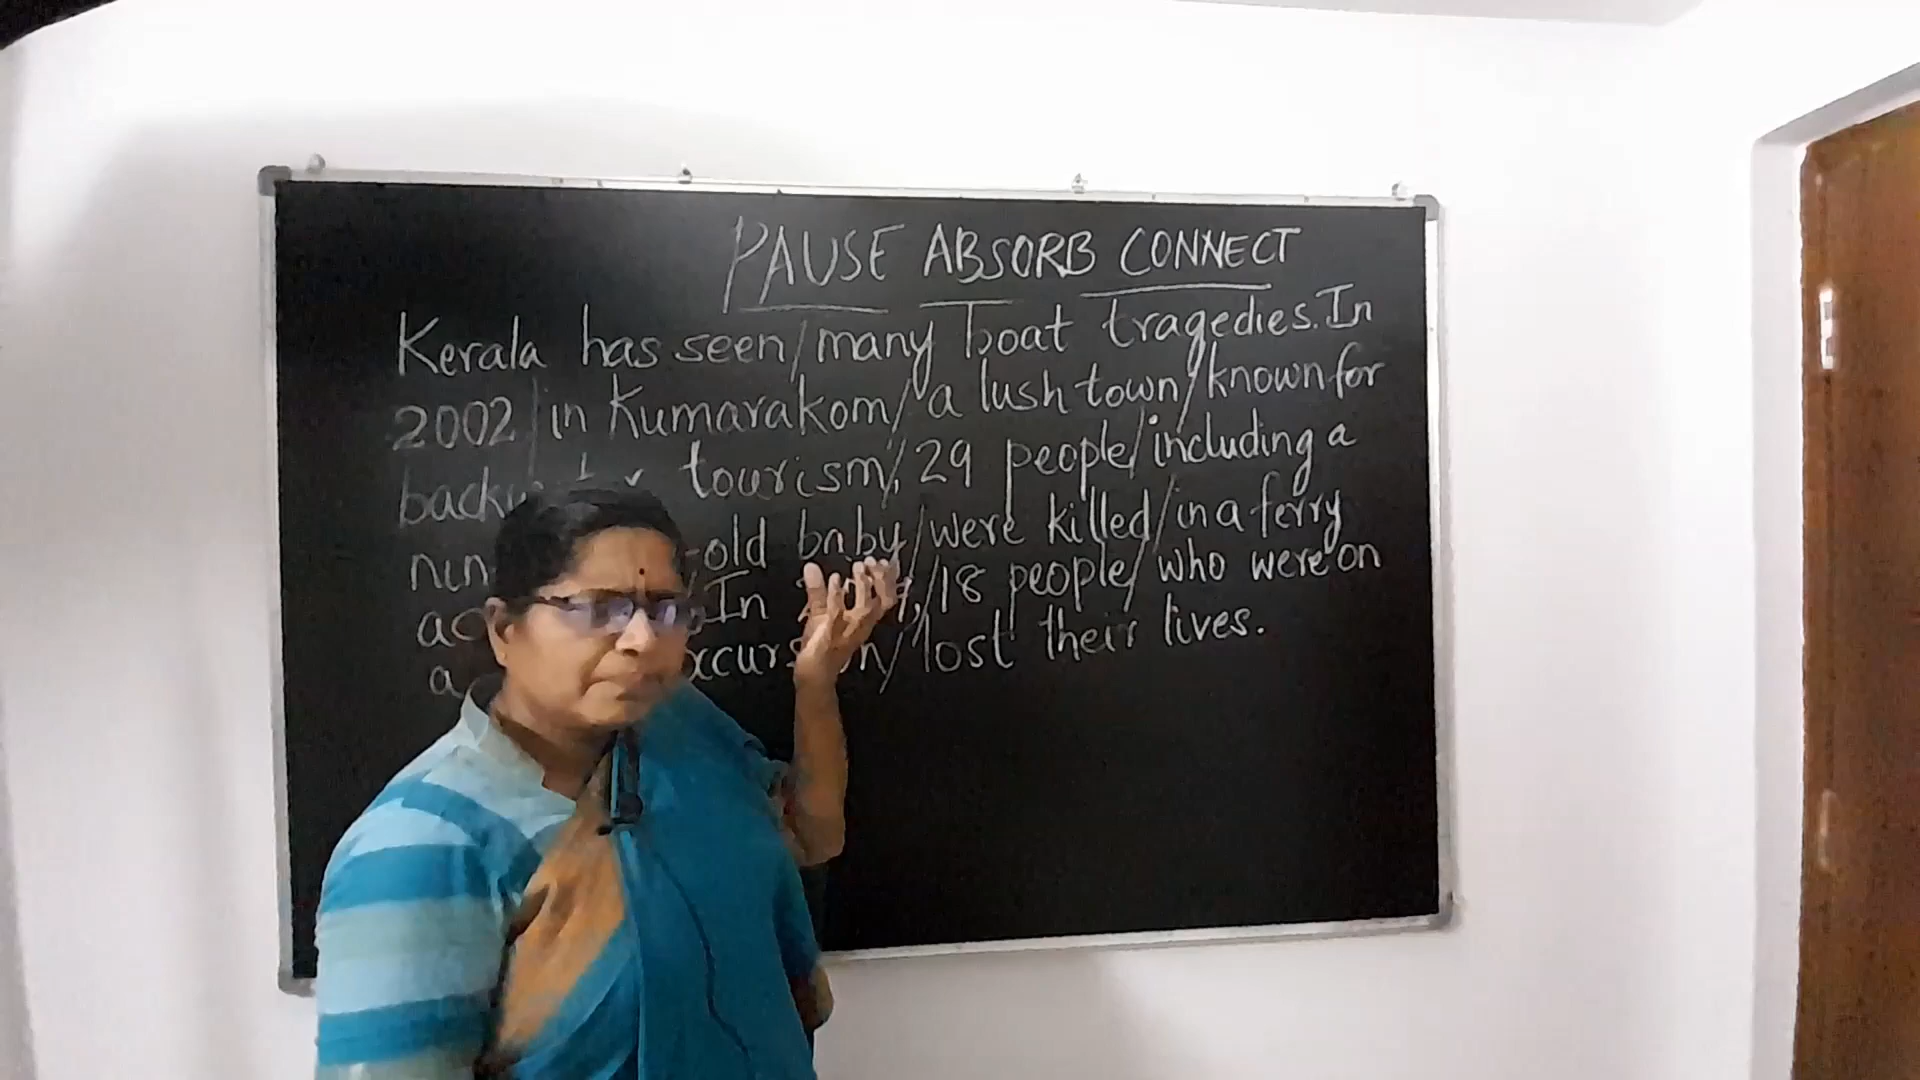 PAUSE ABSORB CONNECT
Kerala has seen/many boat tragedies. In
2002/in Kumarakom/a lush town/known for
tourism/, 29 people/including a
-old baby/were killed/in a ferry
In /18 people/who were on
a lost their lives.